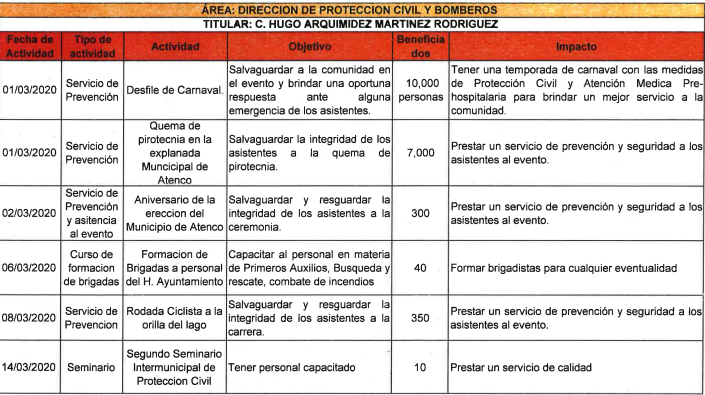 ÁREA: DIRECCION DE PROTECCION CIVIL Y BOMBEROS
TITULAR: C. HUGO ARQUIMIDEZ MARTINEZ RODRIGUEZ
Fecha de Actividad | Tipo de actividad | Actividad | Objetivo | Beneficia dos | Impacto
01/03/2020 | Servicio de Prevención | Desfile de Carnaval. | Salvaguardar a la comunidad en el evento y brindar una oportuna respuesta ante alguna emergencia de los asistentes. | 10,000 personas | Tener una temporada de carnaval con las medidas de Protección Civil y Atención Medica Pre-hospitalaria para brindar un mejor servicio a la comunidad.
01/03/2020 | Servicio de Prevención | Quema de pirotecnia en la explanada Muncicipal de Atenco | Salvaguardar la integridad de los asistentes a la quema de pirotecnia. | 7,000 | Prestar un servicio de prevención y seguridad a los asistentes al evento.
02/03/2020 | Servicio de Prevención y asitencia al evento | Aniversario de la ereccion del Municipio de Atenco | Salvaguardar y resguardar la integridad de los asistentes a la ceremonia. | 300 | Prestar un servicio de prevención y seguridad a los asistentes al evento.
06/03/2020 | Curso de formacion de brigadas | Formacion de Brigadas a personal del H. Ayuntamiento | Capacitar al personal en materia de Primeros Auxilios, Busqueda y rescate, combate de incendios | 40 | Formar brigadistas para cualquier eventualidad
08/03/2020 | Servicio de Prevencion | Rodada Ciclista a la orilla del lago | Salvaguardar y resguardar la integridad de los asistentes a la carrera. | 350 | Prestar un servicio de prevención y seguridad a los asistentes al evento.
14/03/2020 | Seminario | Segundo Seminario Intermunicipal de Proteccion Civil | Tener personal capacitado | 10 | Prestar un servicio de calidad